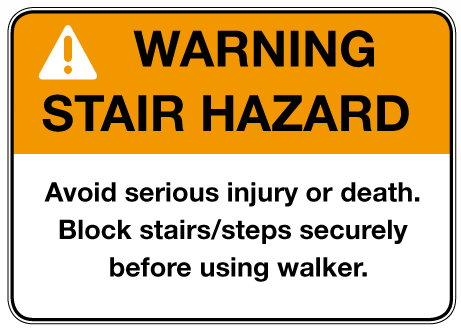 WARNING
STAIR HAZARD
Avoid serious injury or death.
Block stairs/steps securely
before using walker.